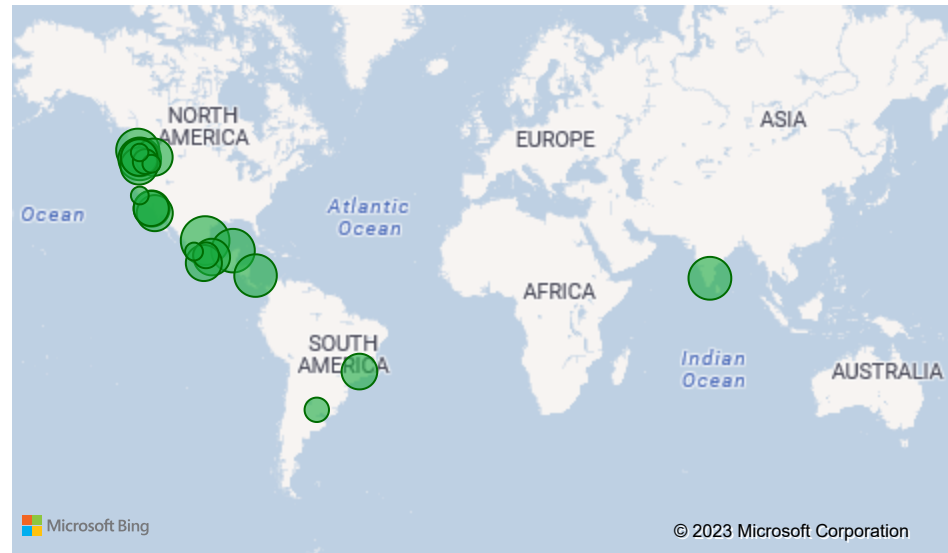 NORTH
AMERICA
EUROPE
ASIA
Ocean
Atlantic
Ocean
AFRICA
SOUTH
AMERICA
Indian
Ocean
AUSTRALIA
Microsoft Bing
© 2023 Microsoft Corporation